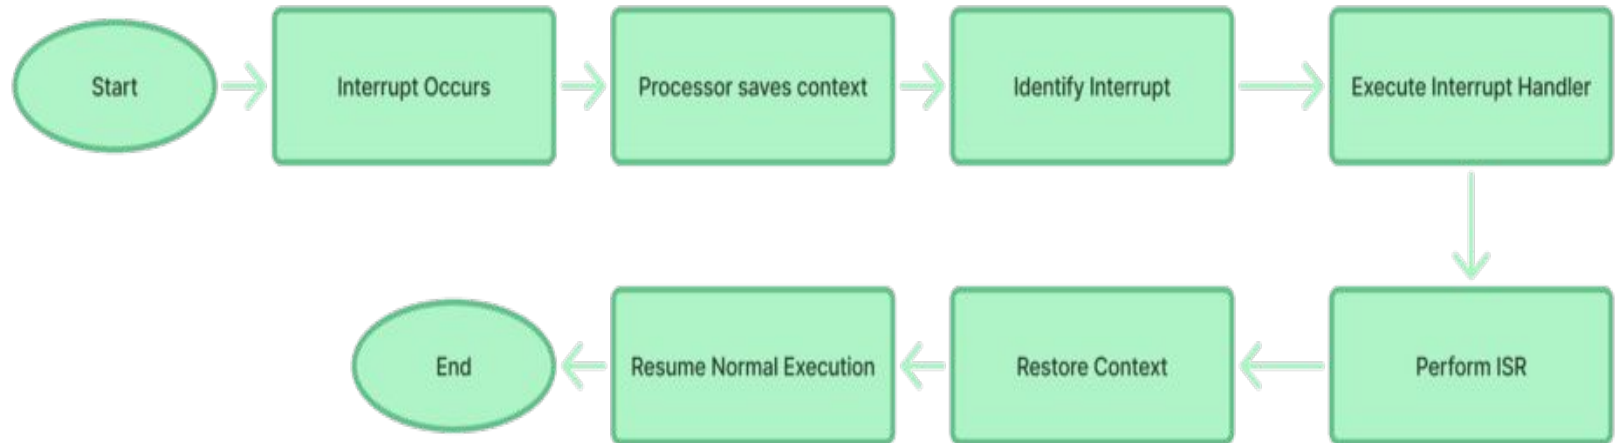 Start
Interrupt Occurs
Processor saves context
Identify Interrupt
Execute Interrupt Handler
Perform ISR
Restore Context
Resume Normal Execution
End